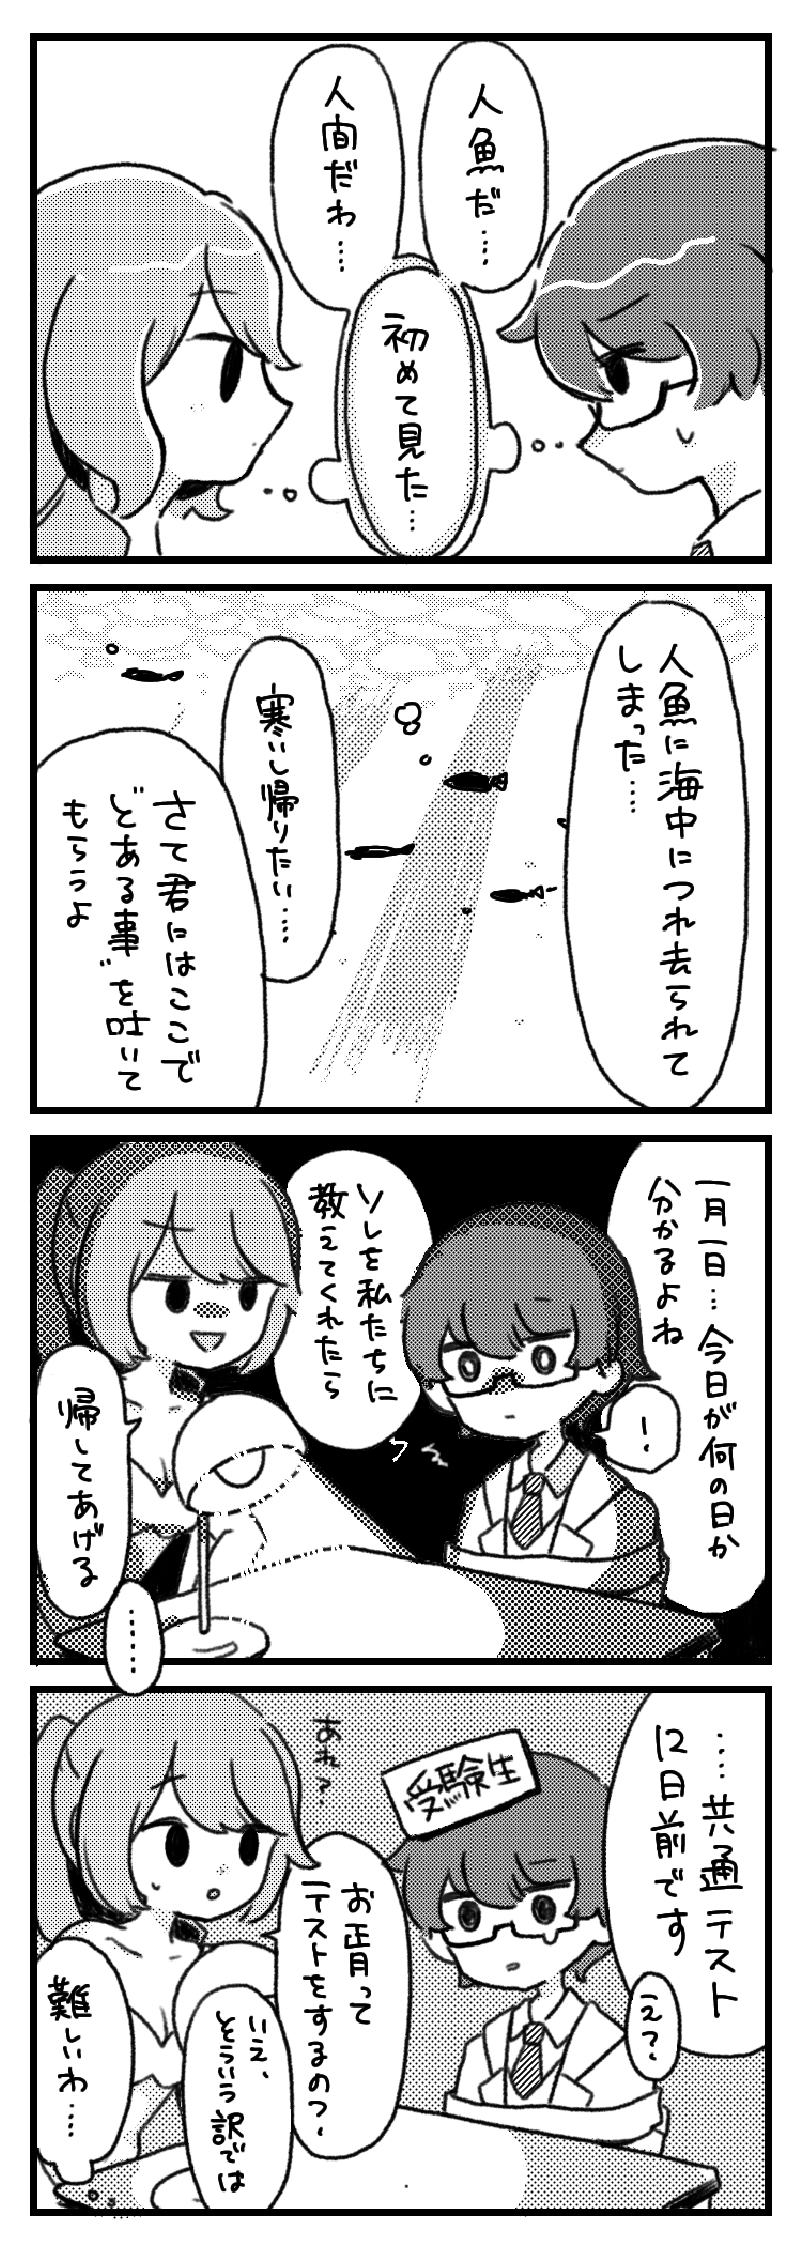 人魚だ…
人間だわ…
初めて見た…
人魚に海中につれ去られて
しまった…
寒いし帰りたい…
さて君にはここで
“とある事”を吐いて
もらうよ
一月一日…今日が何の日か
分かるよね
！
ソレを私たちに
教えてくれたら
帰してあげる
……
…共通テスト
12日前です
え？
受験生
あれ？
お正月って
テストをするの？
いえ、
そういう訳では
難しいわ…